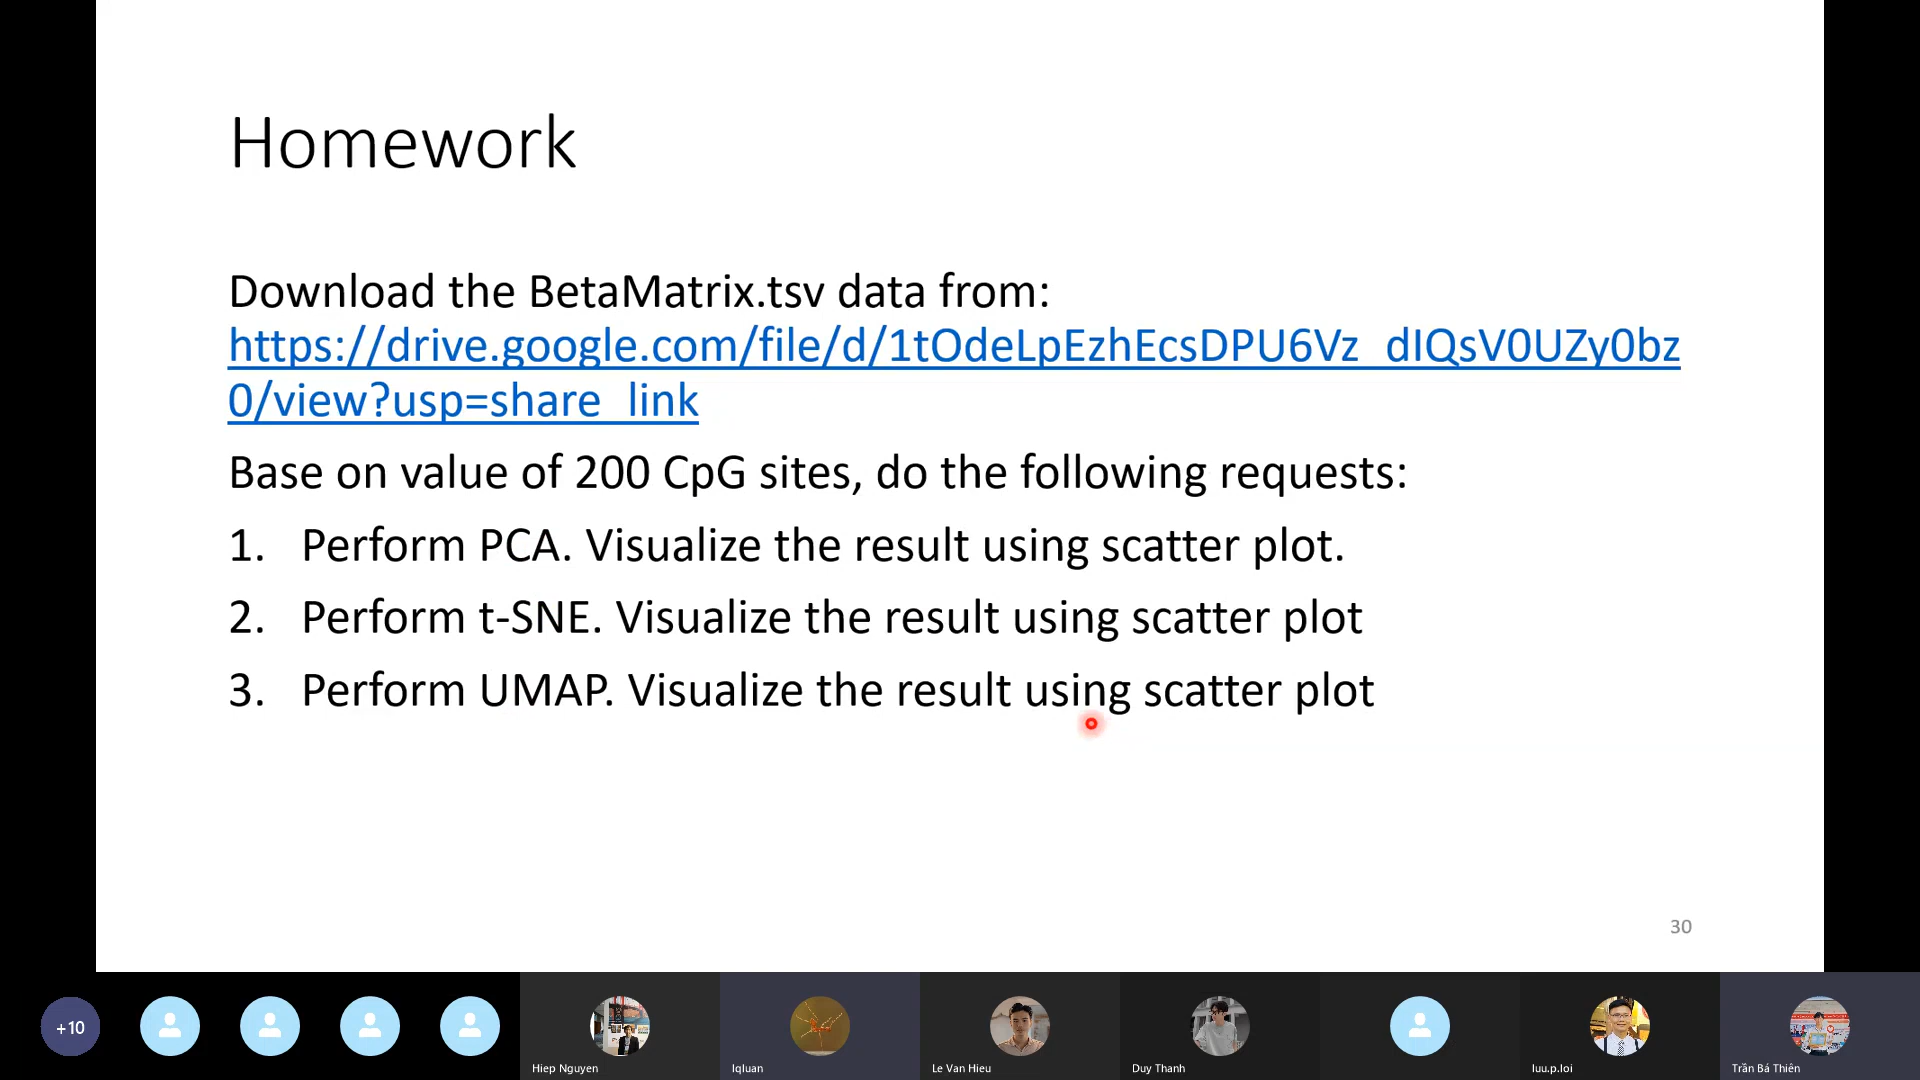 Homework
Download the BetaMatrix.tsv data from:
https://drive.google.com/file/d/1tOdeLpEzhEcsDPU6Vz_dIQsV0UZy0bz
0/view?usp=share_link
Base on value of 200 CpG sites, do the following requests:
1. Perform PCA. Visualize the result using scatter plot.
2. Perform t-SNE. Visualize the result using scatter plot
3. Perform UMAP. Visualize the result using scatter plot
30
+10
Hiep Nguyen
lqluan
Le Van Hieu
Duy Thanh
luu.p.loi
Trần Bá Thiên